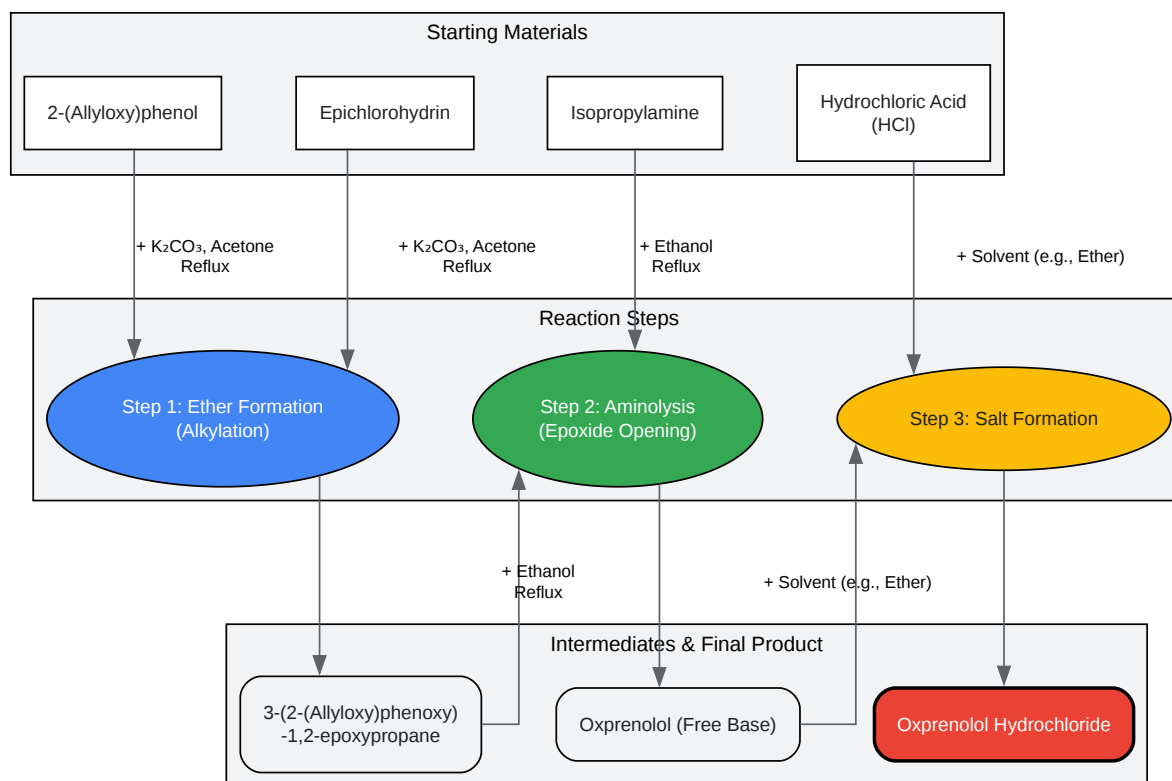 Starting Materials
2-(Allyloxy)phenol
Epichlorohydrin
Isopropylamine
Hydrochloric Acid
(HCl)
+ K₂CO₃, Acetone
Reflux
+ K₂CO₃, Acetone
Reflux
+ Ethanol
Reflux
+ Solvent (e.g., Ether)
Reaction Steps
Step 1: Ether Formation
(Alkylation)
Step 2: Aminolysis
(Epoxide Opening)
Step 3: Salt Formation
+ Ethanol
Reflux
+ Solvent (e.g., Ether)
Intermediates & Final Product
3-(2-(Allyloxy)phenoxy)
-1,2-epoxypropane
Oxprenolol (Free Base)
Oxprenolol Hydrochloride